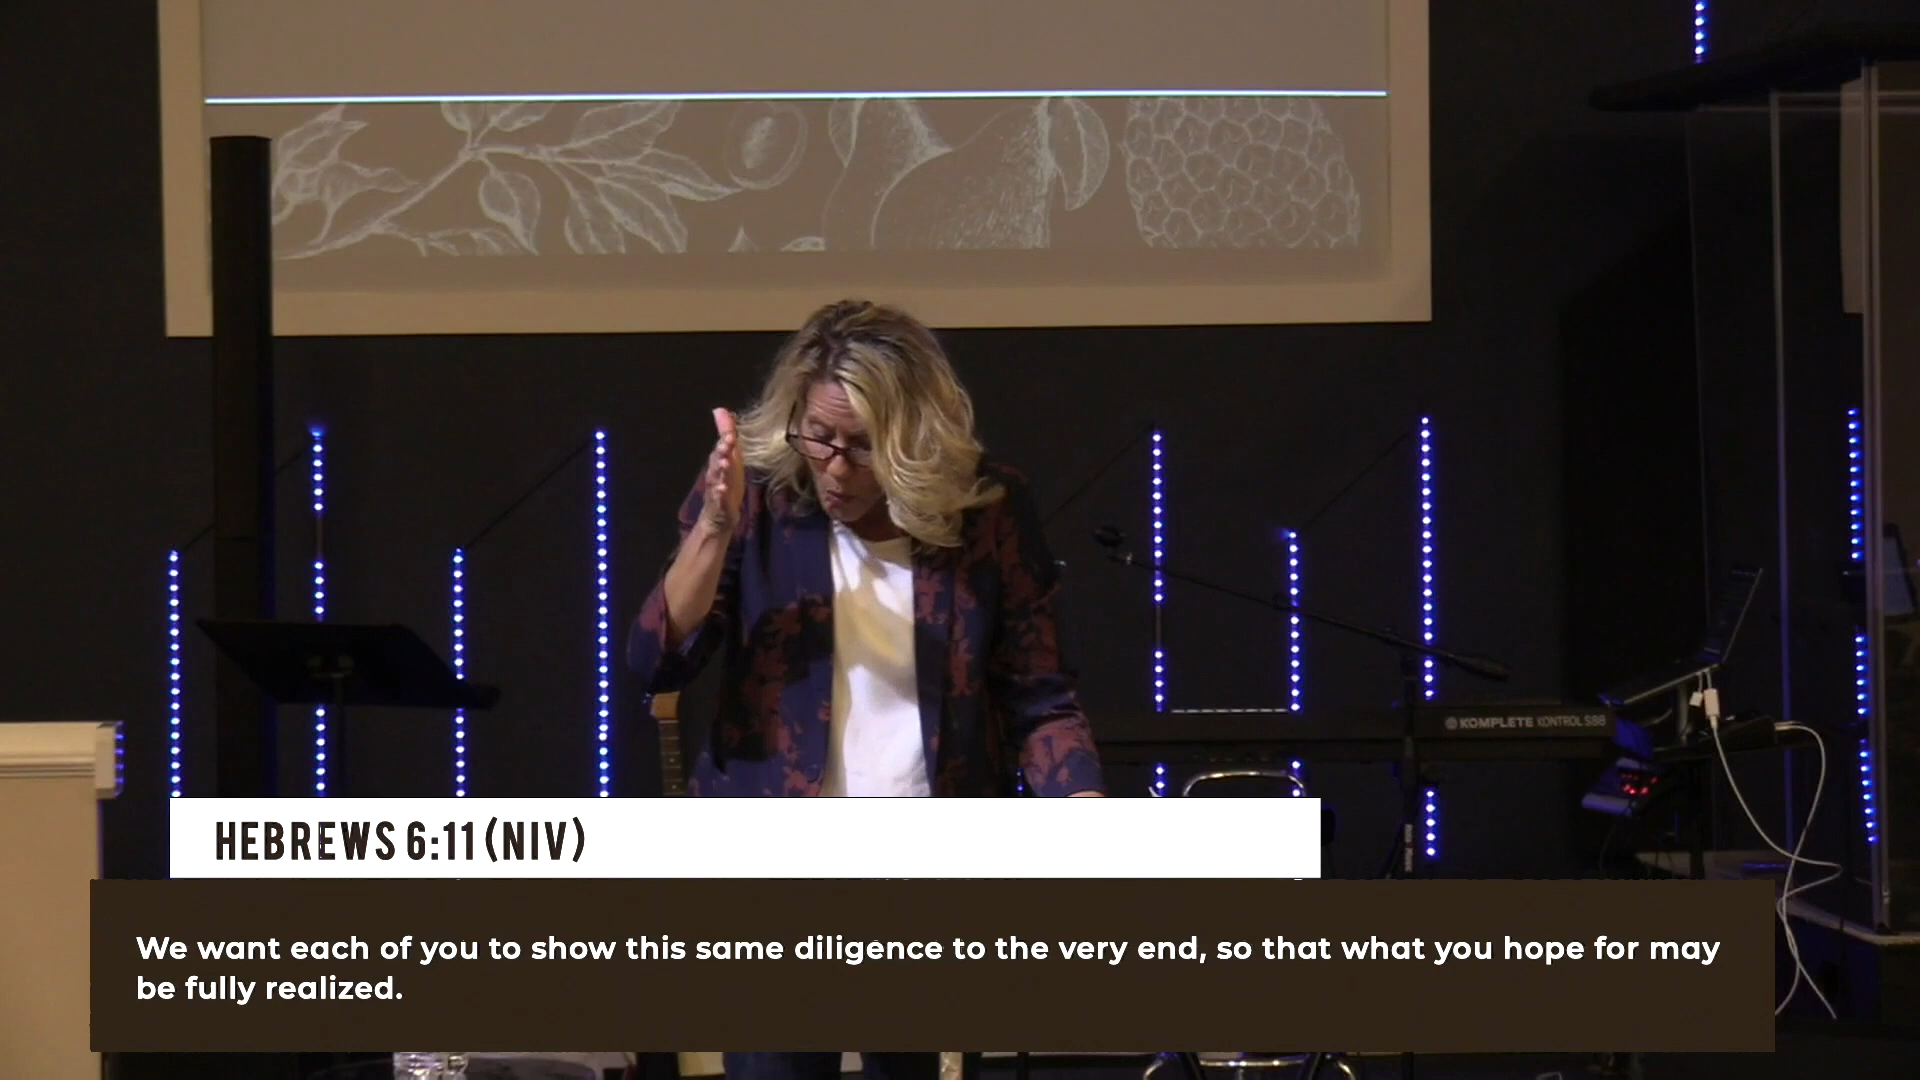 KOMPLETE KONTROL S88
HEBREWS 6:11 (NIV)
We want each of you to show this same diligence to the very end, so that what you hope for may
be fully realized.